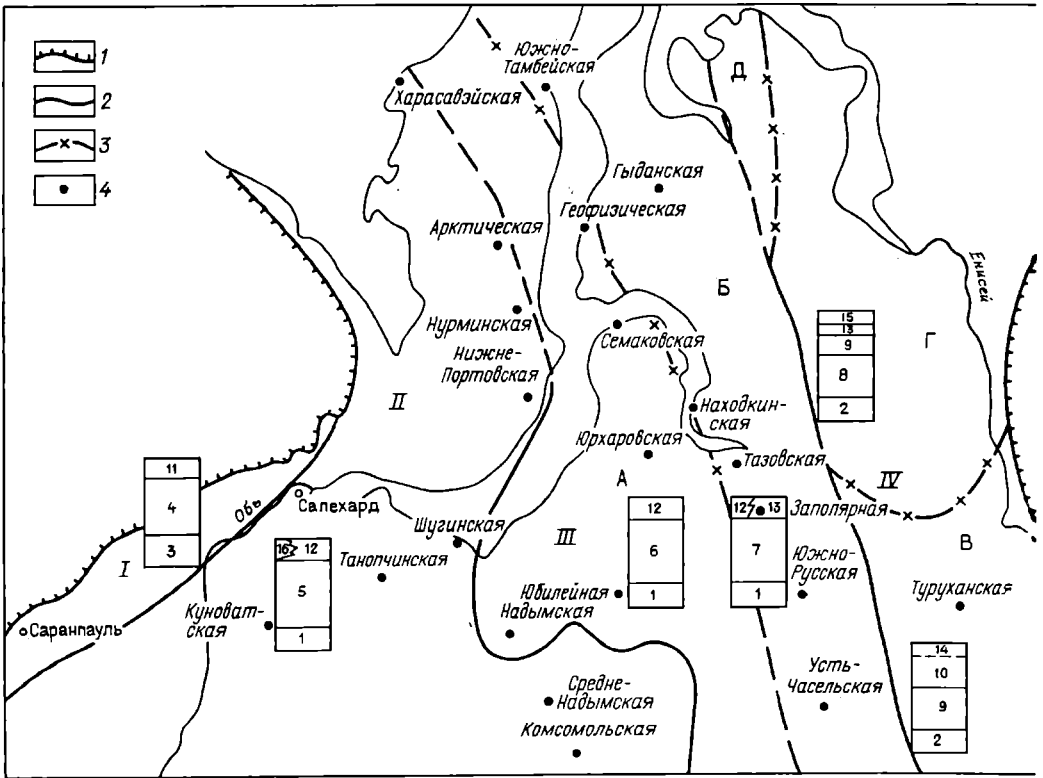 1
2
3
4
Южно-
Тамбейская
Харасавэйская
Д
Гыданская
Геофизическая
Арктическая
Енисей
Б
Нурминская
Семаковская
Г
Нижне-
Портовская
II
15
13
9
8
2
Находкин-
ская
Юрхаровская
Тазовская
А
IV
11
4
3
Обь
Салехард
Шугинская
III
12
6
1
12 13
7
1
Заполярная
В
I
16 12
5
1
Танопчинская
Юбилейная
Надымская
Южно-
Русская
Туруханская
Куноват-
ская
Саранпауль
Усть-
Часельская
14
10
9
2
Средне-
Надымская
Комсомольская